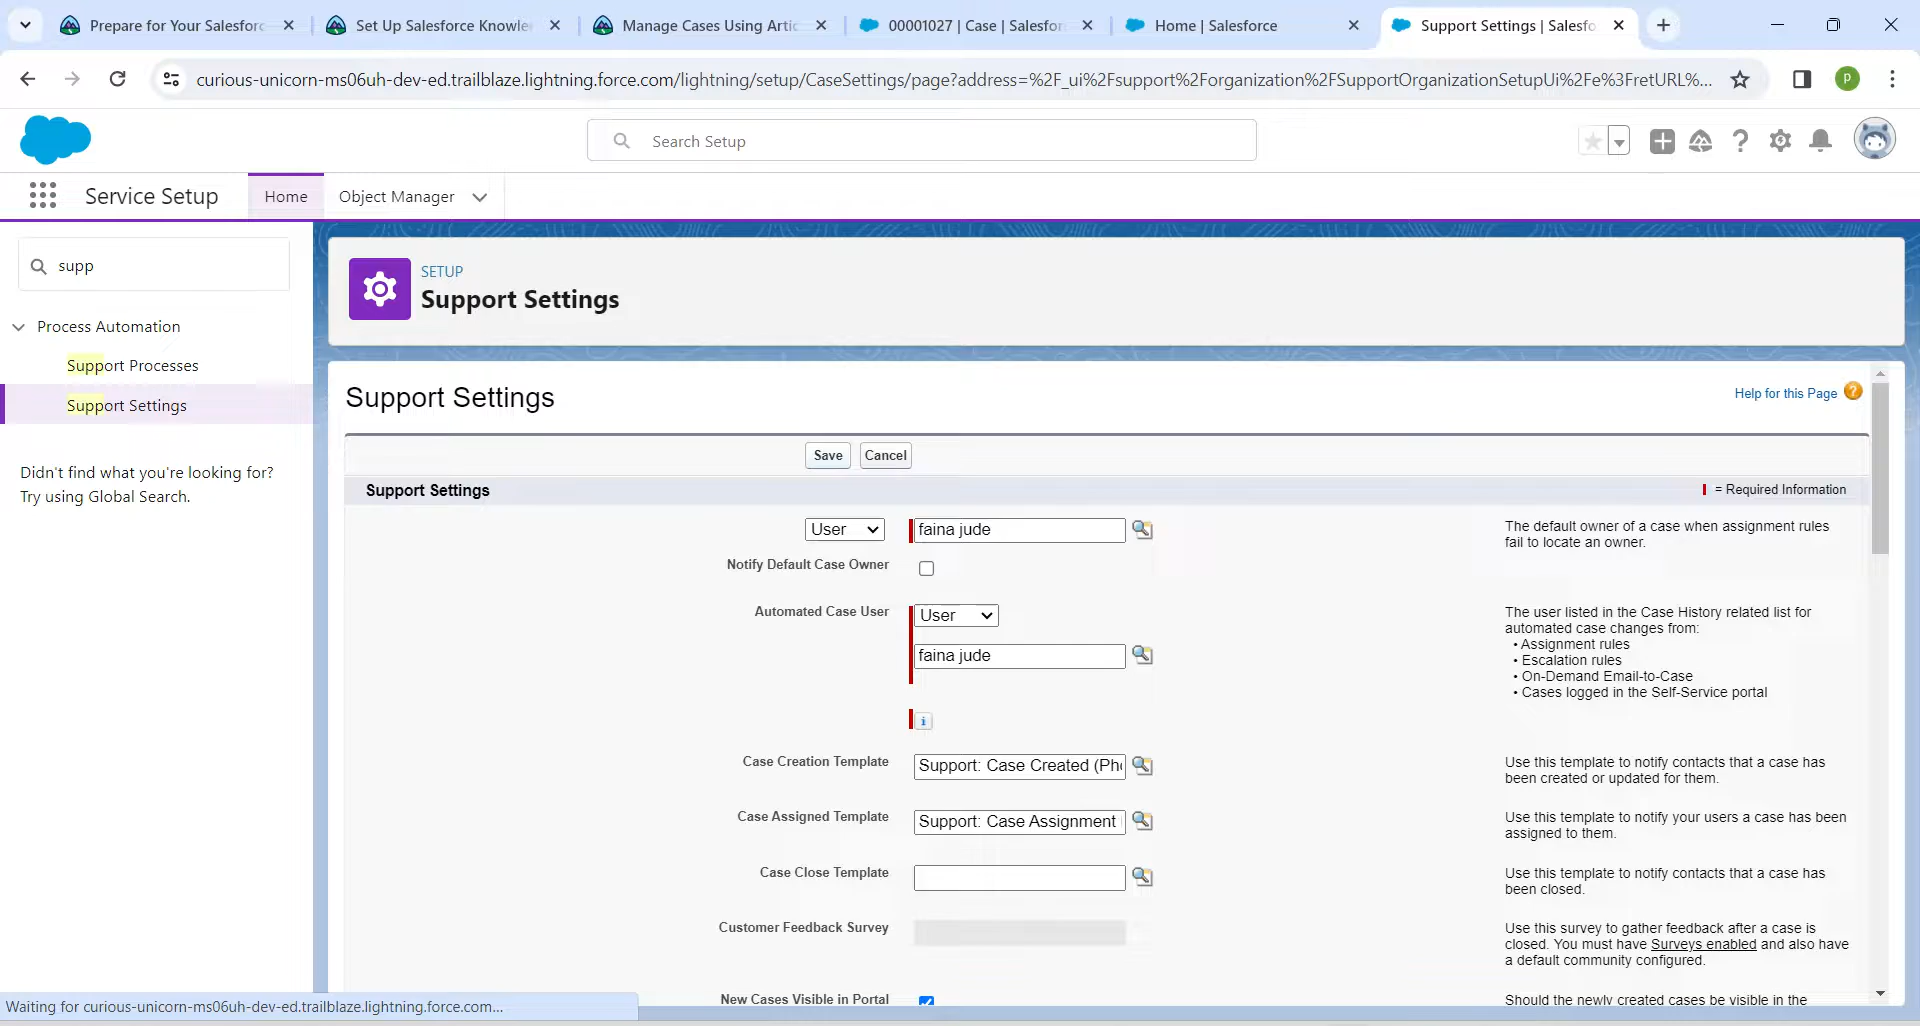 Prepare for Your Salesforc
Set Up Salesforce Knowle
Manage Cases Using Artic
00001027 | Case | Salesfor
Home | Salesforce
Support Settings | Salesfo
curious-unicorn-ms06uh-dev-ed.trailblaze.lightning.force.com/lightning/setup/CaseSettings/page?address=%2F_ui%2Fsupport%2Forganization%2FSupportOrganizationSetupUi%2Fe%3FretURL%...
P
Search Setup
Service Setup
Home
Object Manager
supp
Process Automation
Support Processes
Support Settings
Didn't find what you're looking for?
Try using Global Search.
SETUP
Support Settings
Support Settings
Help for this Page
Save
Cancel
Support Settings
= Required Information
User
faina jude
The default owner of a case when assignment rules
fail to locate an owner.
Notify Default Case Owner
Automated Case User
User
faina jude
The user listed in the Case History related list for
automated case changes from:
• Assignment rules
• Escalation rules
• On-Demand Email-to-Case
• Cases logged in the Self-Service portal
Case Creation Template
Support: Case Created (Pho
Use this template to notify contacts that a case has
been created or updated for them.
Case Assigned Template
Support: Case Assignment
Use this template to notify your users a case has been
assigned to them.
Case Close Template
Use this template to notify contacts that a case has
been closed.
Customer Feedback Survey
Use this survey to gather feedback after a case is
closed. You must have Surveys enabled and also have
a default community configured.
New Cases Visible in Portal
Should the newly created cases be visible in the
Waiting for curious-unicorn-ms06uh-dev-ed.trailblaze.lightning.force.com...